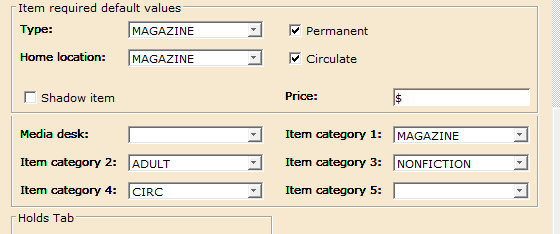 Item required default values
Type: MAGAZINE Permanent
Home location: MAGAZINE Circulate
Shadow item Price: $
Media desk: Item category 1: MAGAZINE
Item category 2: ADULT Item category 3: NONFICTION
Item category 4: CIRC Item category 5:
Holds Tab